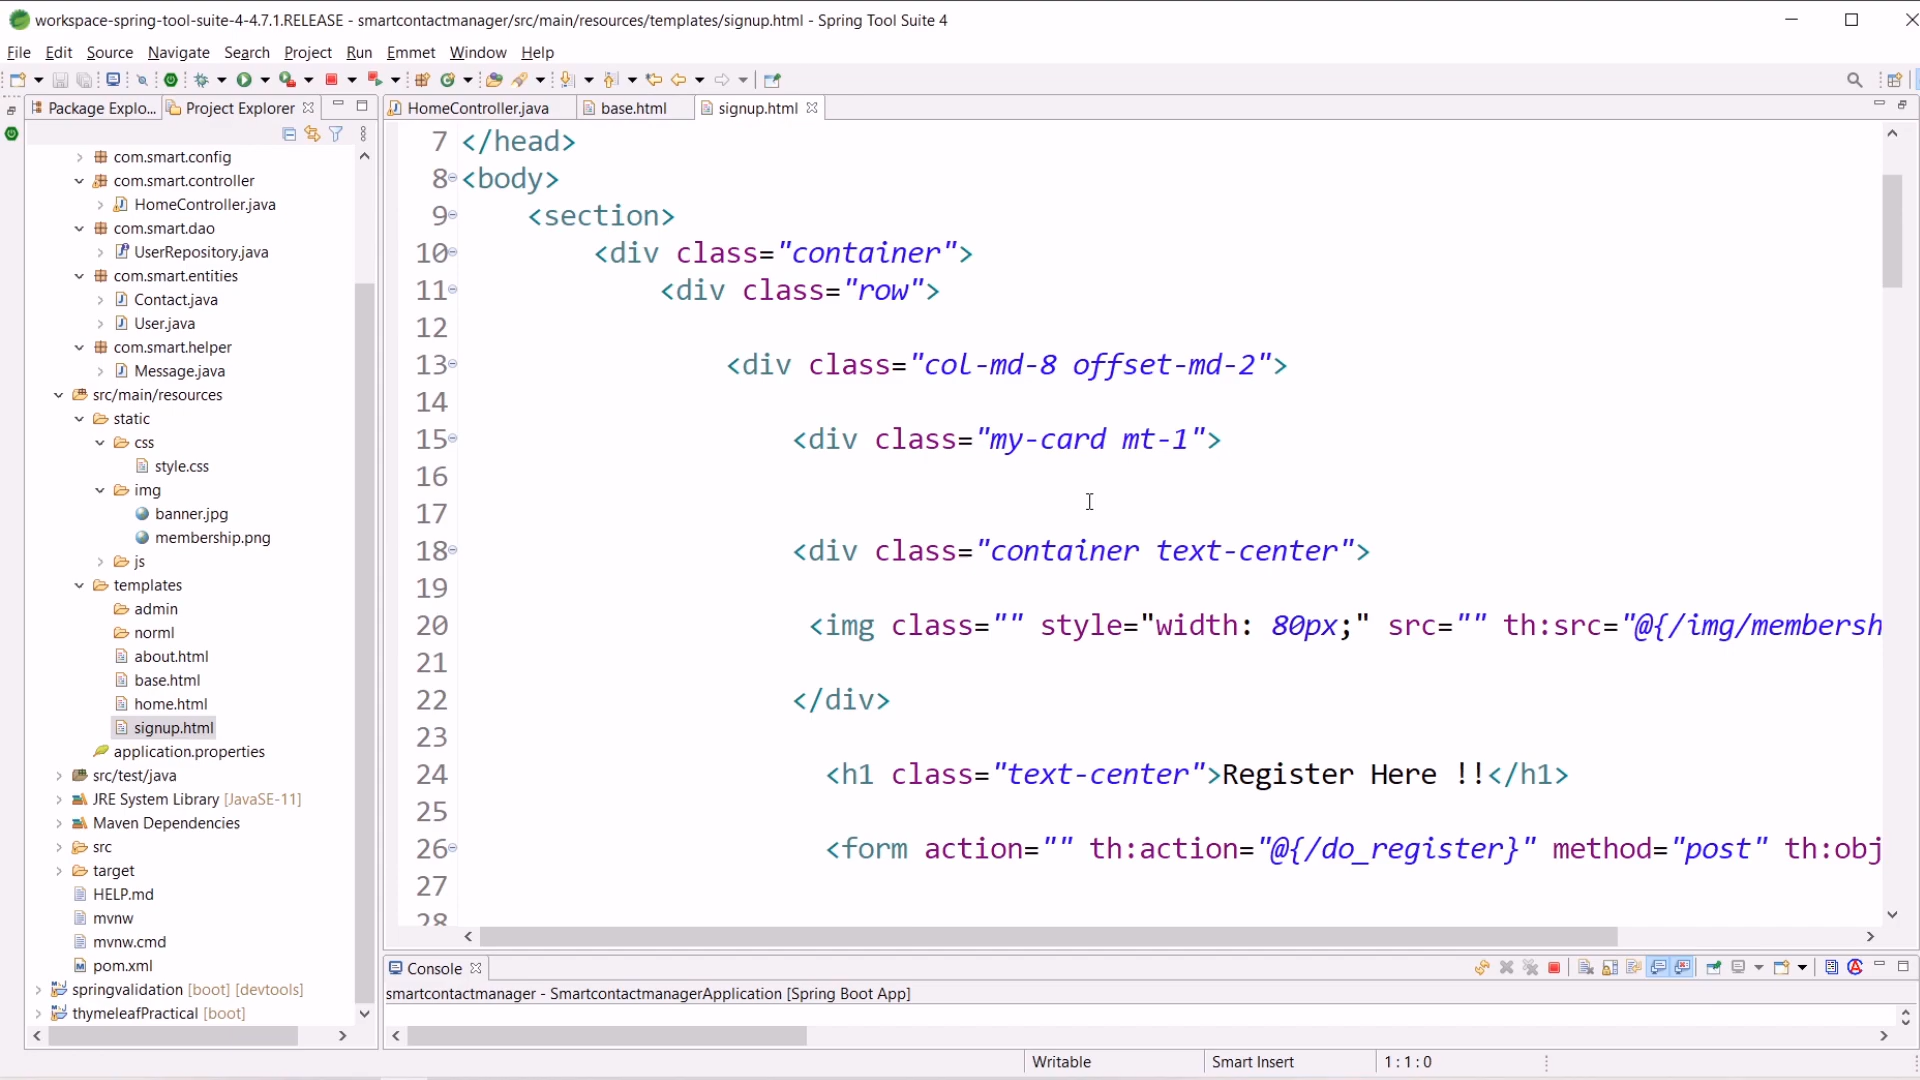 workspace-spring-tool-suite-4-4.7.1.RELEASE - smartcontactmanager/src/main/resources/templates/signup.html - Spring Tool Suite 4
File Edit Source Navigate Search Project Run Emmet Window Help
Package Explo... Project Explorer
HomeController.java base.html signup.html
com.smart.config
com.smart.controller
HomeController.java
com.smart.dao
UserRepository.java
com.smart.entities
Contact.java
User.java
com.smart.helper
Message.java
src/main/resources
static
css
style.css
img
banner.jpg
membership.png
js
templates
admin
norml
about.html
base.html
home.html
signup.html
application.properties
src/test/java
JRE System Library [JavaSE-11]
Maven Dependencies
src
target
HELP.md
mvnw
mvnw.cmd
pom.xml
springvalidation [boot] [devtools]
thymeleafPractical [boot]
7 </head>
8 <body>
9 <section>
10 <div class="container">
11 <div class="row">
12
13 <div class="col-md-8 offset-md-2">
14
15 <div class="my-card mt-1">
16
17
18 <div class="container text-center">
19
20 <img class="" style="width: 80px;" src="" th:src="@{/img/membersh
21
22 </div>
23
24 <h1 class="text-center">Register Here !!</h1>
25
26 <form action="" th:action="@{/do_register}" method="post" th:obj
27
28
Console
smartcontactmanager - SmartcontactmanagerApplication [Spring Boot App]
Writable Smart Insert 1 : 1 : 0